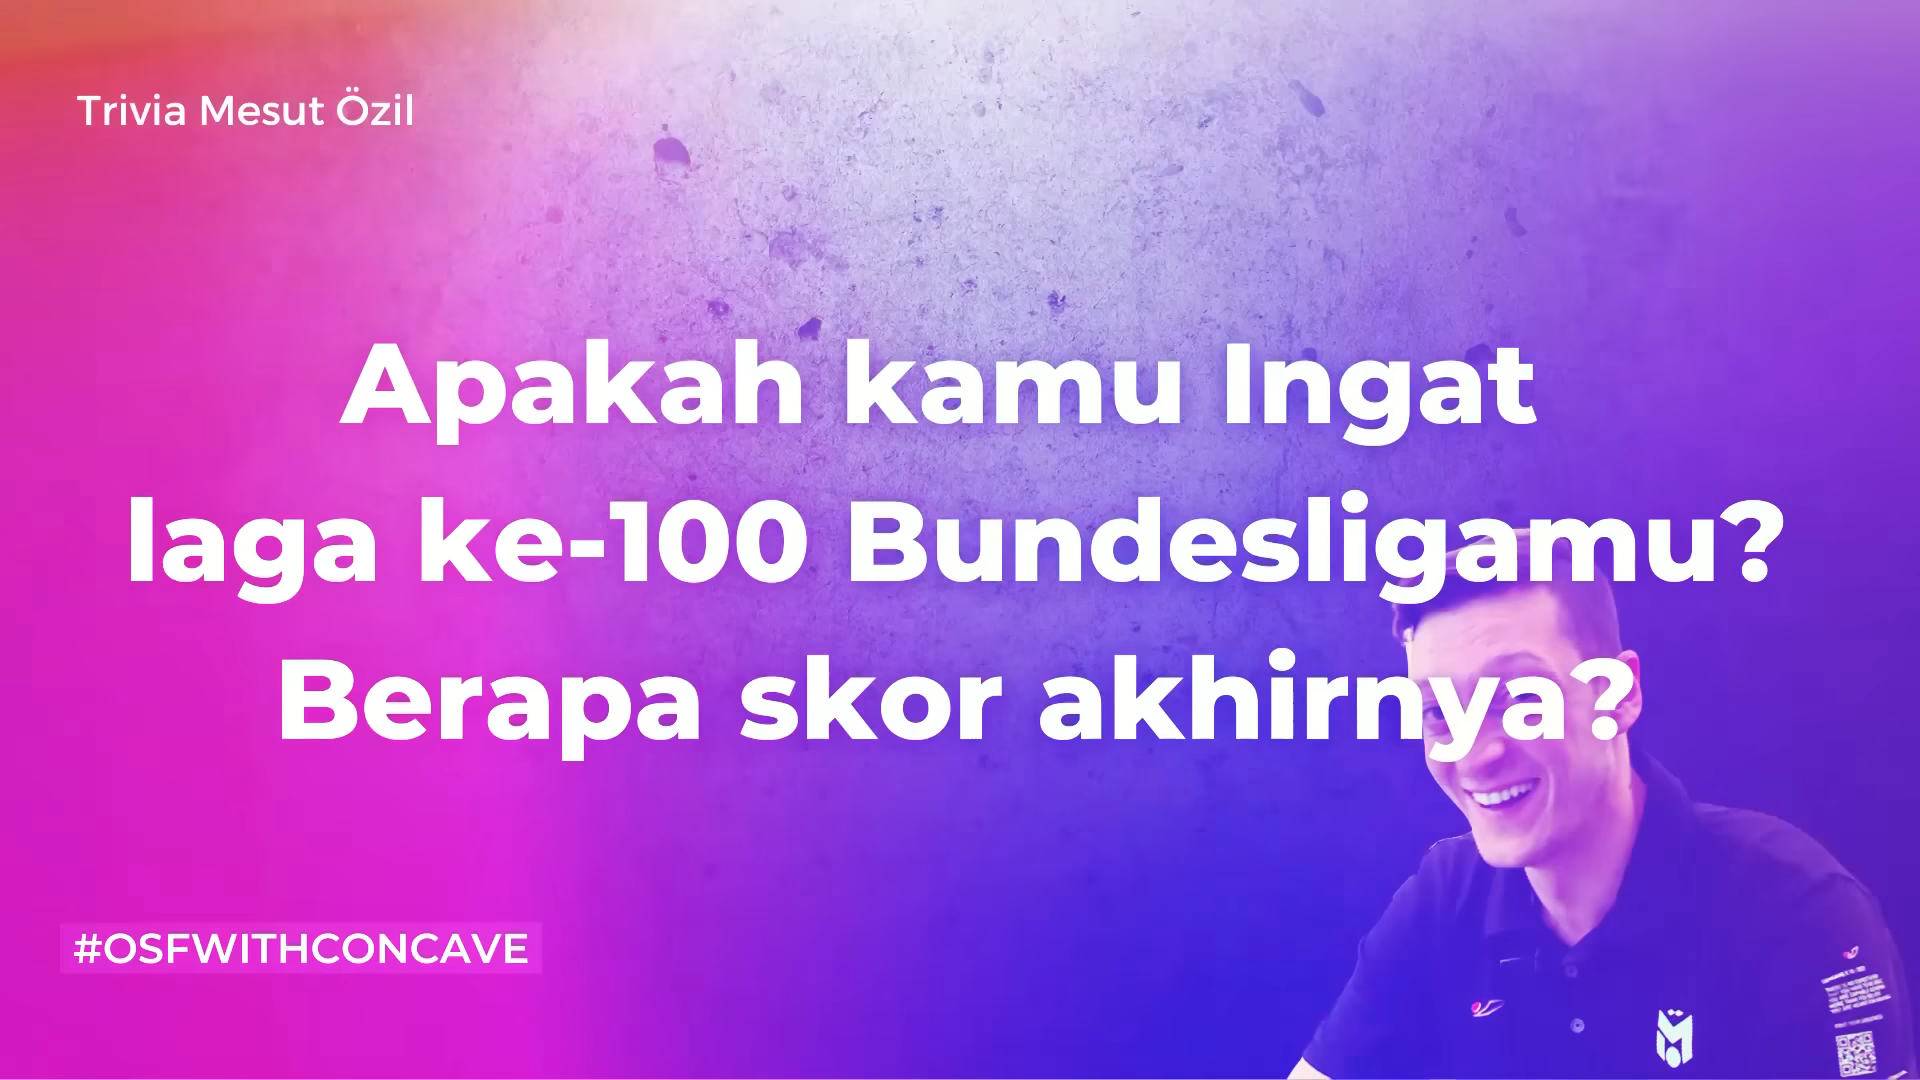 Trivia Mesut Özil
Apakah kamu Ingat
laga ke-100 Bundesligamu?
Berapa skor akhirnya?
#OSFWITHCONCAVE